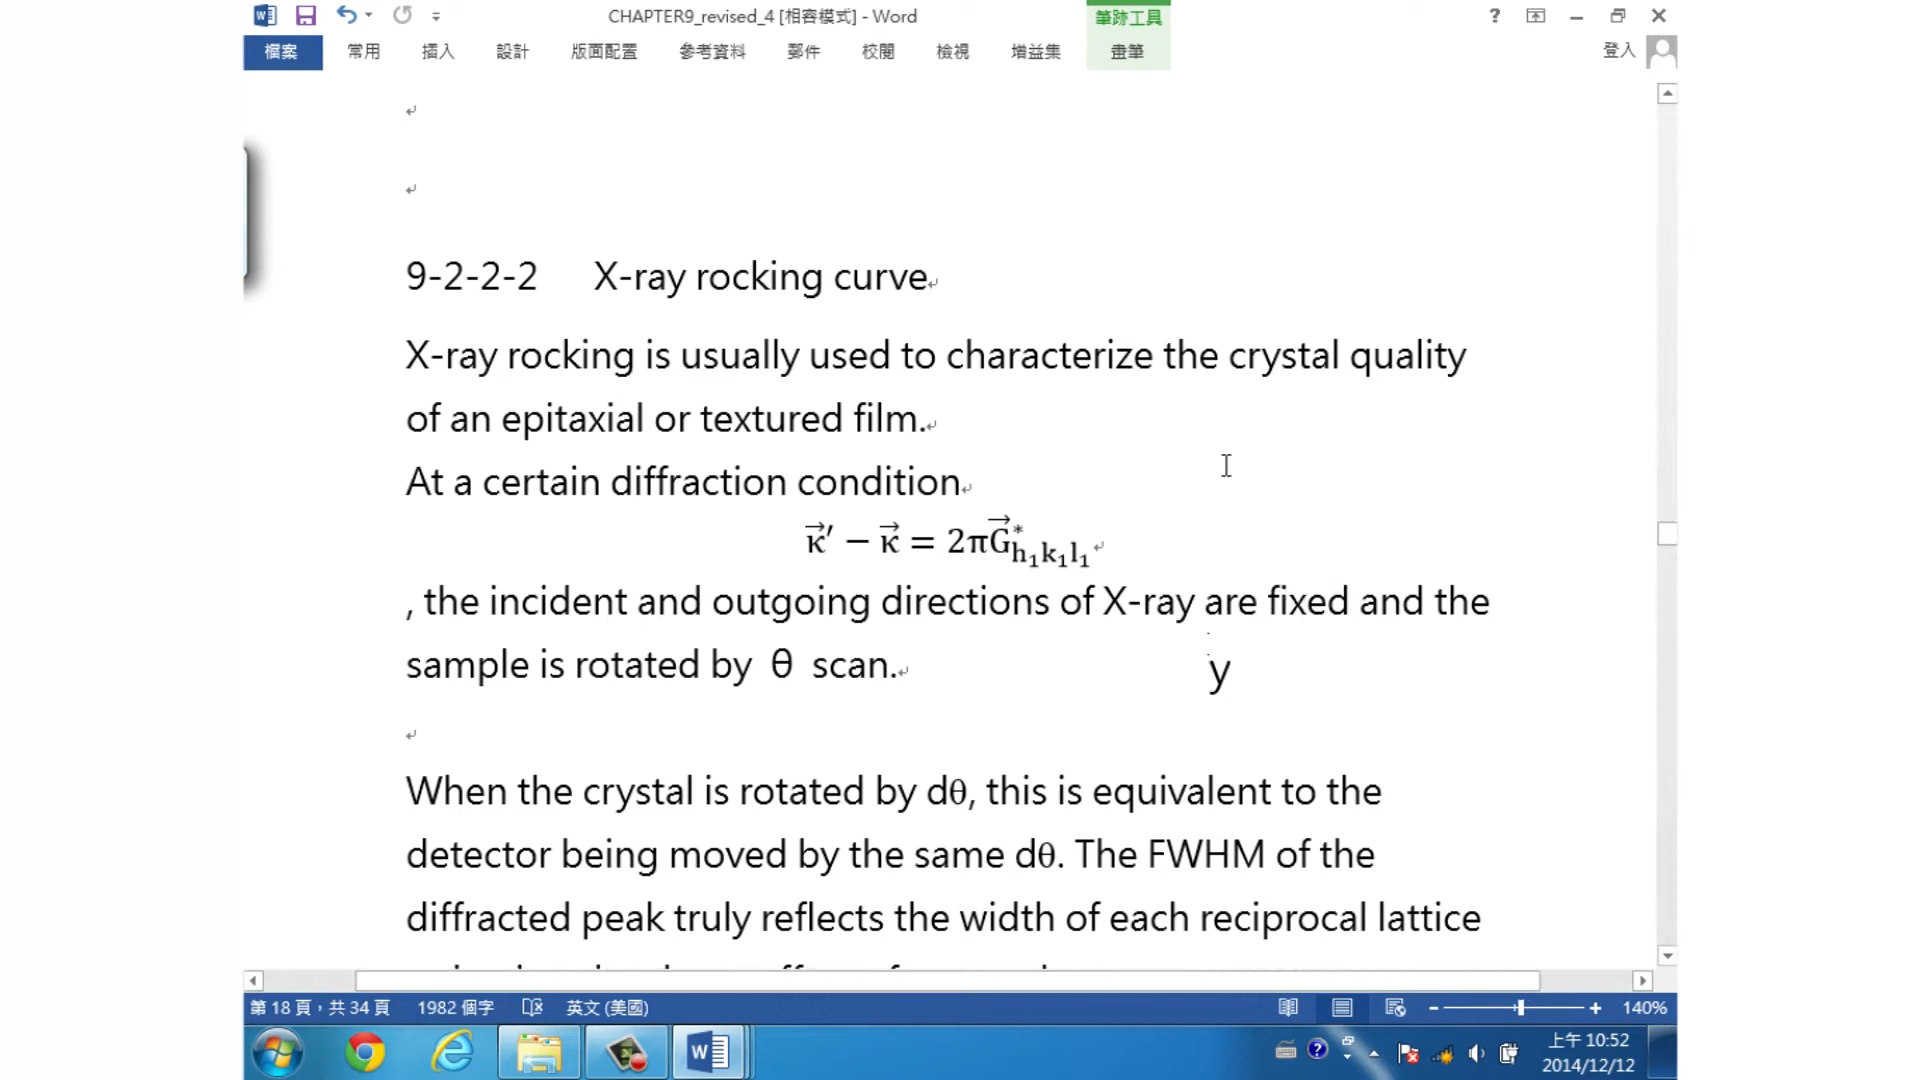 CHAPTER9_revised_4 [相容模式] - Word
筆跡工具
?
檔案 常用 插入 設計 版面配置 參考資料 郵件 校閱 檢視 增益集 畫筆 登入
9-2-2-2 X-ray rocking curve
X-ray rocking is usually used to characterize the crystal quality
of an epitaxial or textured film.
At a certain diffraction condition
κ⃗′ − κ⃗ = 2πG⃗*h₁k₁l₁
, the incident and outgoing directions of X-ray are fixed and the
sample is rotated by θ scan.
y
When the crystal is rotated by dθ, this is equivalent to the
detector being moved by the same dθ. The FWHM of the
diffracted peak truly reflects the width of each reciprocal lattice
第 18 頁，共 34 頁 1982 個字 英文 (美國) 140%
上午 10:52
2014/12/12